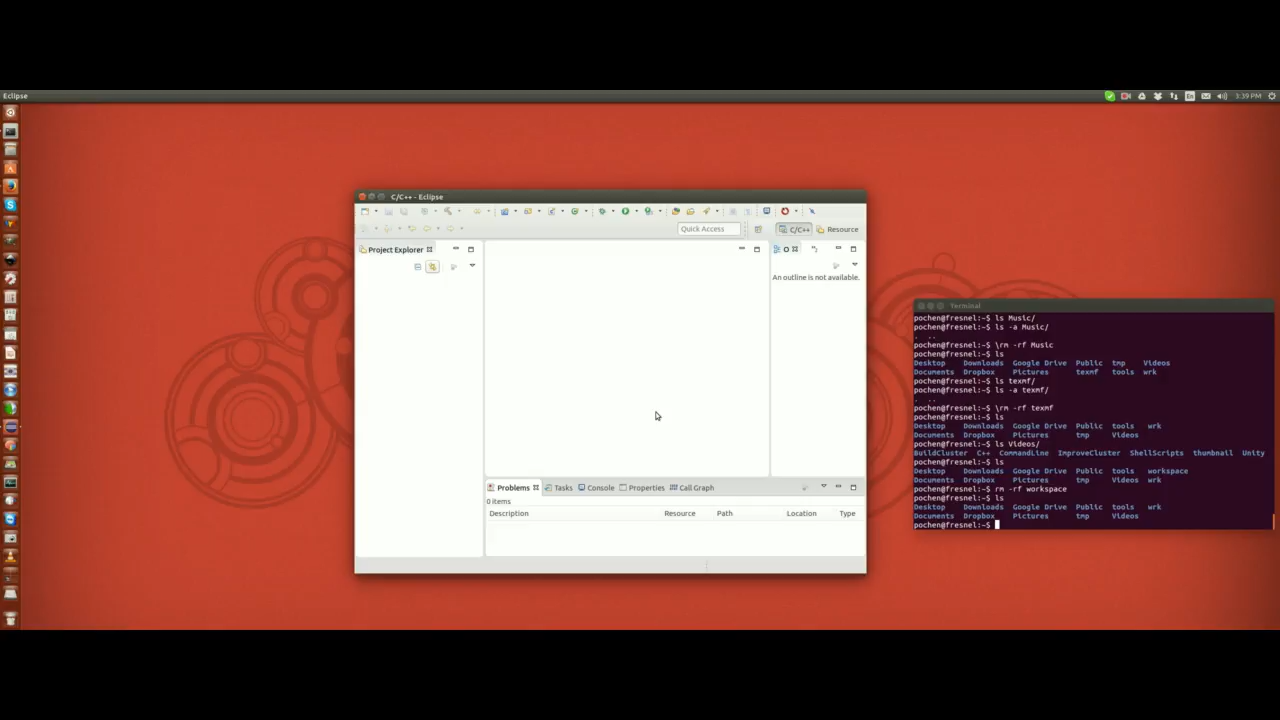 Eclipse
En
3:39 PM
C/C++ - Eclipse
Quick Access
C/C++
Resource
Project Explorer
O
An outline is not available.
Problems
Tasks
Console
Properties
Call Graph
0 items
Description Resource Path Location Type
Terminal
pochen@fresnel:~$ ls Music/
pochen@fresnel:~$ ls -a Music/
. ..
pochen@fresnel:~$ \rm -rf Music
pochen@fresnel:~$ ls
Desktop Downloads Google Drive Public tmp Videos
Documents Dropbox Pictures texmf tools wrk
pochen@fresnel:~$ ls texmf/
pochen@fresnel:~$ ls -a texmf/
. ..
pochen@fresnel:~$ \rm -rf texmf
pochen@fresnel:~$ ls
Desktop Downloads Google Drive Public tools wrk
Documents Dropbox Pictures tmp Videos
pochen@fresnel:~$ ls Videos/
BuildCluster C++ CommandLine ImproveCluster ShellScripts thumbnail Unity
pochen@fresnel:~$ ls
Desktop Downloads Google Drive Public tools workspace
Documents Dropbox Pictures tmp Videos wrk
pochen@fresnel:~$ rm -rf workspace
pochen@fresnel:~$ ls
Desktop Downloads Google Drive Public tools wrk
Documents Dropbox Pictures tmp Videos
pochen@fresnel:~$